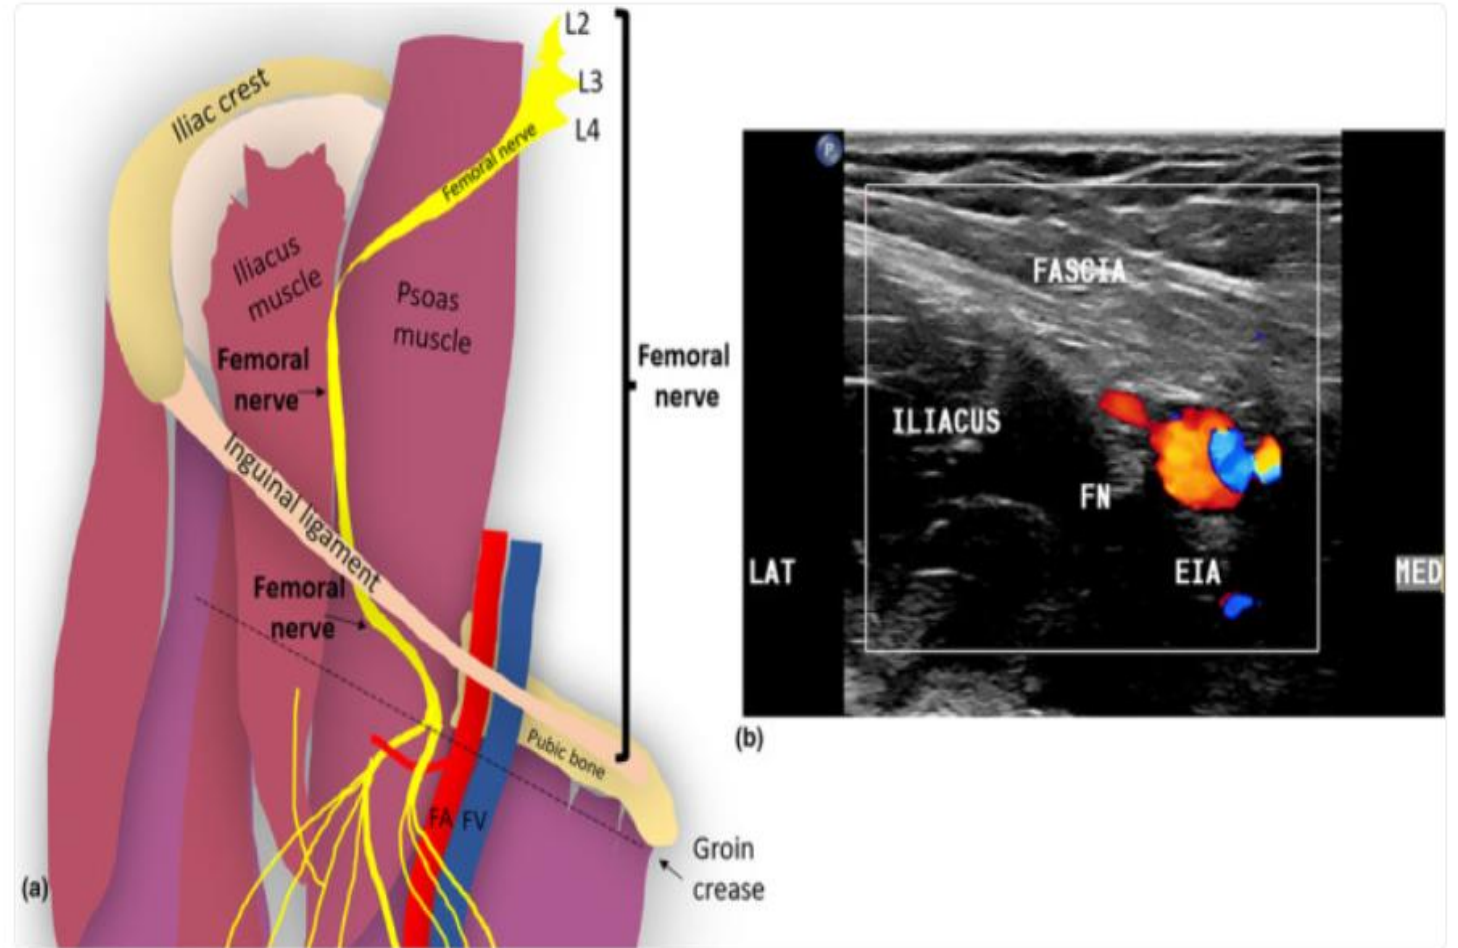 L2
L3
L4
Iliac crest
Femoral nerve
Iliacus
muscle
Psoas
muscle
Femoral
nerve
Femoral
nerve
Inguinal ligament
Femoral
nerve
Pubic bone
FA FV
Groin
crease
(a)
P
FASCIA
ILIACUS
FN
EIA
LAT
MED
(b)